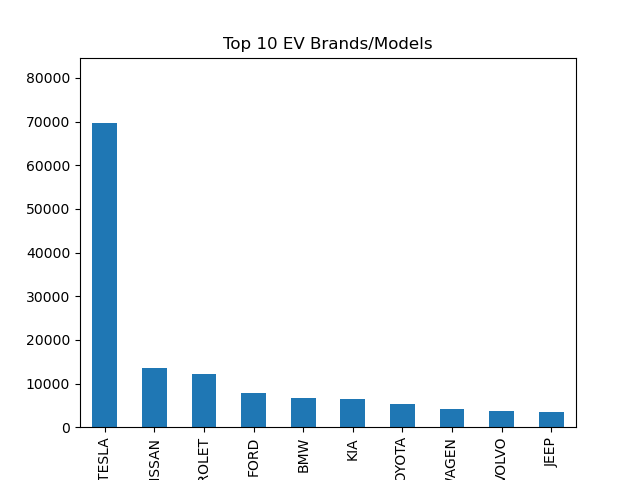 Top 10 EV Brands/Models
80000
70000
60000
50000
40000
30000
20000
10000
0
TESLA
ISSAN
ROLET
FORD
BMW
KIA
OYOTA
AGEN
VOLVO
JEEP